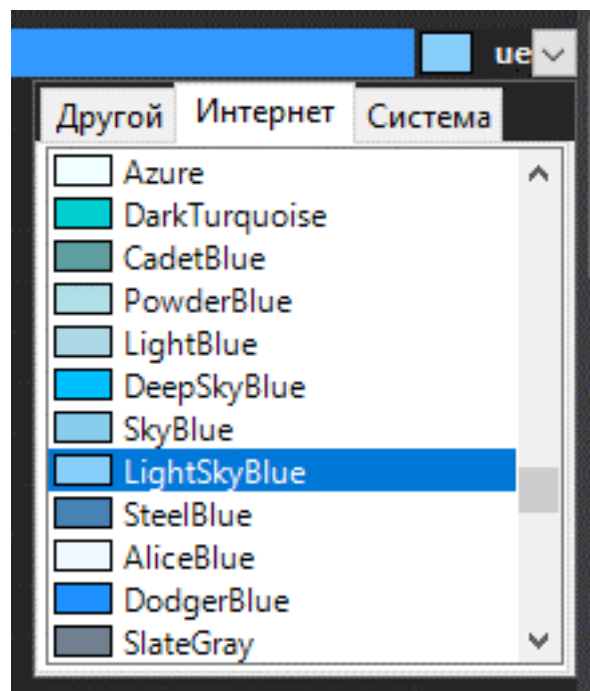 ue
Другой Интернет Система
Azure
DarkTurquoise
CadetBlue
PowderBlue
LightBlue
DeepSkyBlue
SkyBlue
LightSkyBlue
SteelBlue
AliceBlue
DodgerBlue
SlateGray